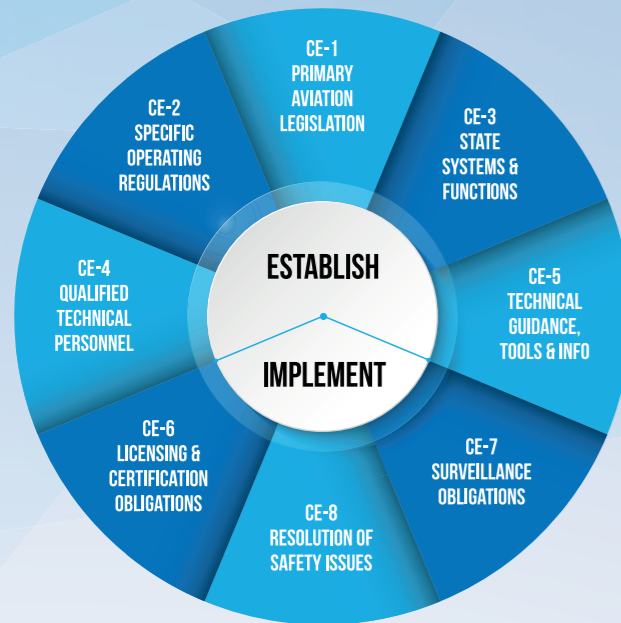 CE-1
PRIMARY
AVIATION
LEGISLATION
CE-2
SPECIFIC
OPERATING
REGULATIONS
CE-3
STATE
SYSTEMS &
FUNCTIONS
CE-4
QUALIFIED
TECHNICAL
PERSONNEL
ESTABLISH
IMPLEMENT
CE-5
TECHNICAL
GUIDANCE,
TOOLS & INFO
CE-6
LICENSING &
CERTIFICATION
OBLIGATIONS
CE-7
SURVEILLANCE
OBLIGATIONS
CE-8
RESOLUTION OF
SAFETY ISSUES